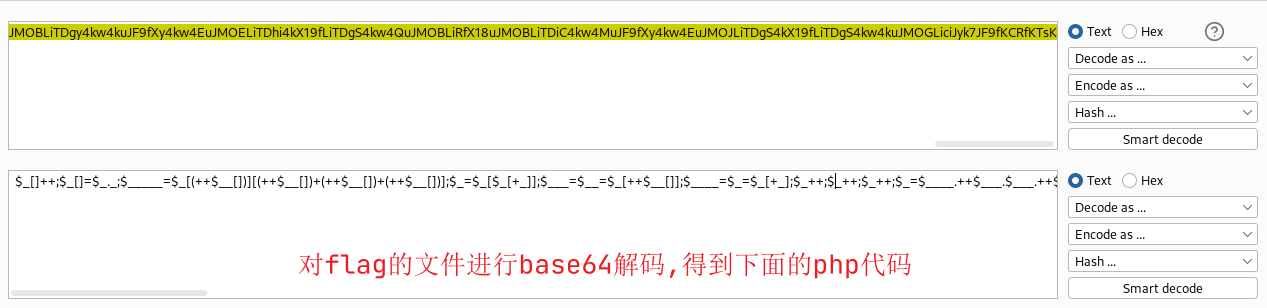 JMOBLiTDgy4kw4kuJF9fXy4kw4EuJMOELiTDhi4kX19fLiTDgS4kw4QuJMOBLiRfX18uJMOBLiTDiC4kw4MuJF9fXy4kw4EuJMOJLiTDgS4kX19fLiTDgS4kw4kuJMOGLiciJyk7JF9fKCRfKTsK
Text Hex
Decode as ...
Encode as ...
Hash ...
Smart decode
$_[]++;$_[]=$_._;$_____=$_[(++$__[])][(++$__[])+(++$__[])+(++$__[])];$_=$_[$_[+_]];$___=$__=$_[++$__[]];$____=$_=$_[+_];$_++;$_++;$_++;$_=$____.++$___.$___.++$
Text Hex
Decode as ...
Encode as ...
Hash ...
Smart decode
对flag的文件进行base64解码,得到下面的php代码